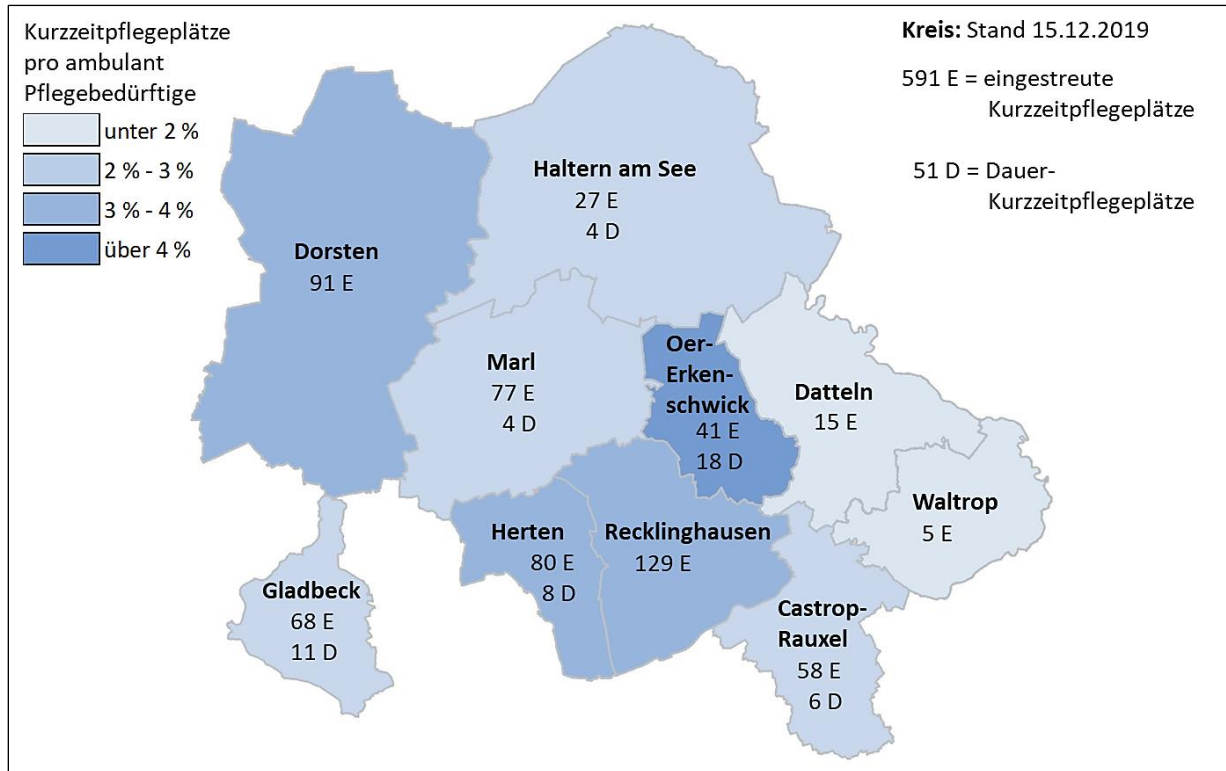 Kurzzeitpflegeplätze
pro ambulant
Pflegebedürftige
unter 2 %
2 % - 3 %
3 % - 4 %
über 4 %
Kreis: Stand 15.12.2019
591 E = eingestreute
Kurzzeitpflegeplätze
51 D = Dauer-
Kurzzeitpflegeplätze
Haltern am See
27 E
4 D
Dorsten
91 E
Marl
77 E
4 D
Oer-
Erken-
schwick
41 E
18 D
Datteln
15 E
Waltrop
5 E
Herten
80 E
8 D
Recklinghausen
129 E
Gladbeck
68 E
11 D
Castrop-
Rauxel
58 E
6 D